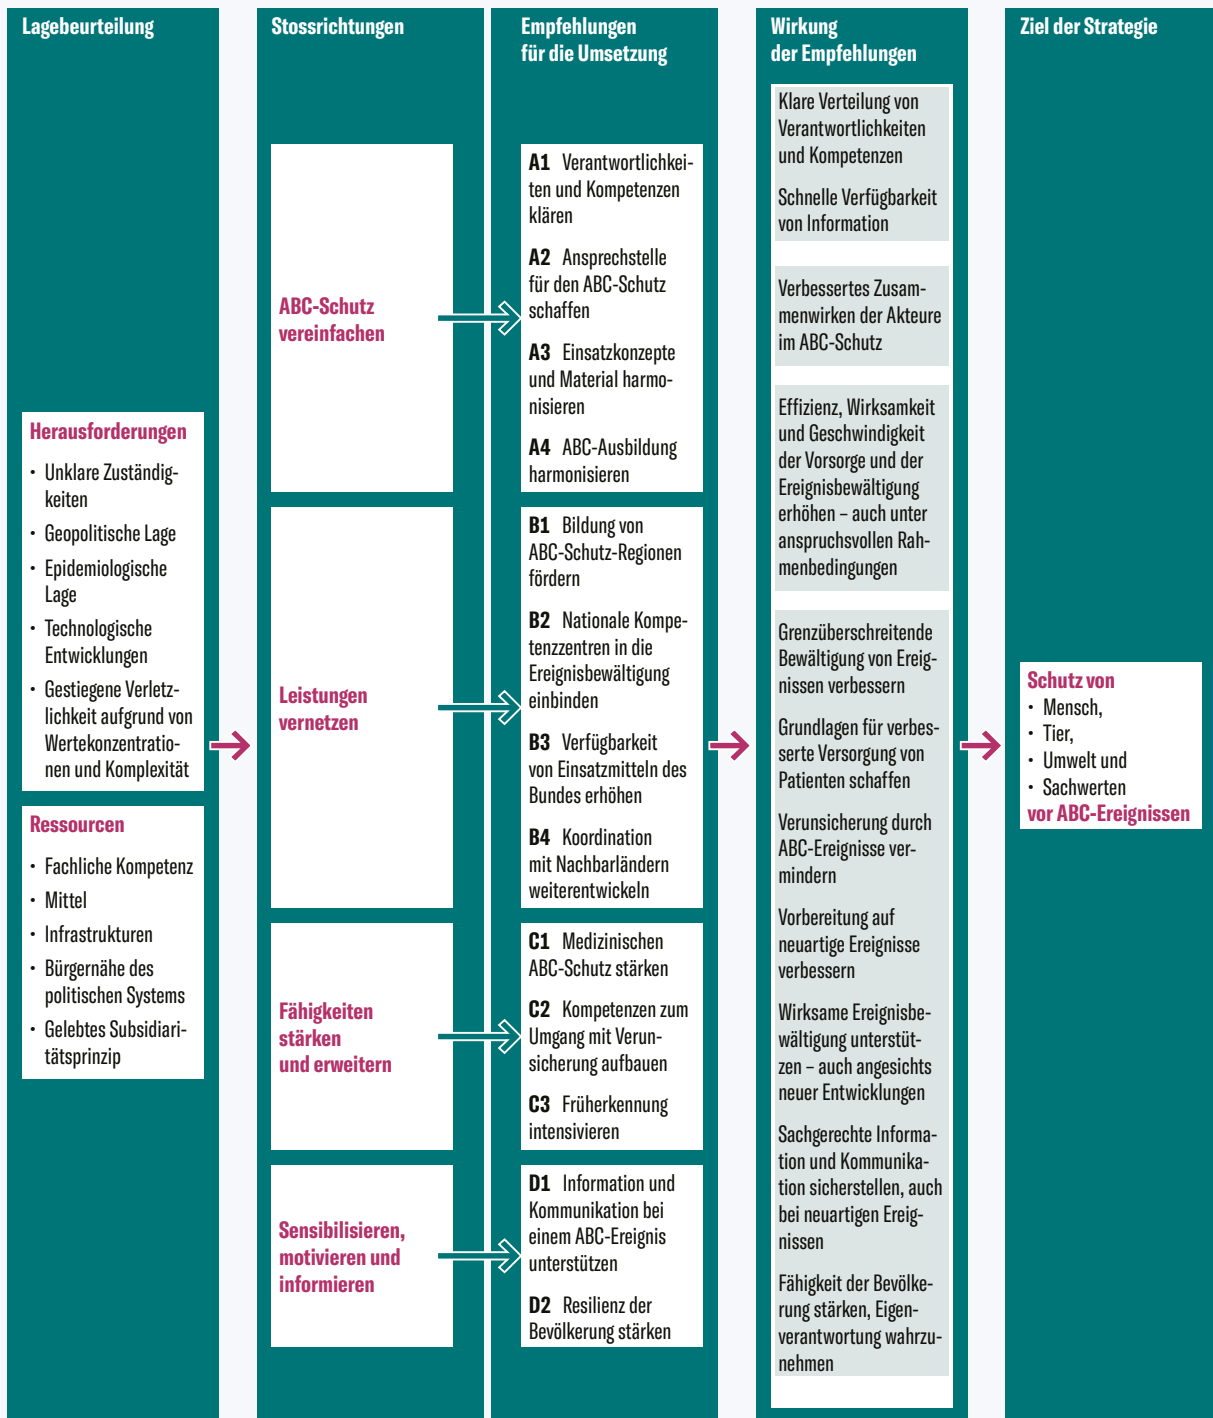 Lagebeurteilung
Herausforderungen
• Unklare Zuständig-
keiten
• Geopolitische Lage
• Epidemiologische
Lage
• Technologische
Entwicklungen
• Gestiegene Verletz-
lichkeit aufgrund von
Wertekonzentratio-
nen und Komplexität
Ressourcen
• Fachliche Kompetenz
• Mittel
• Infrastrukturen
• Bürgernähe des
politischen Systems
• Gelebtes Subsidiari-
tätsprinzip
Stossrichtungen
ABC-Schutz
vereinfachen
Leistungen
vernetzen
Fähigkeiten
stärken
und erweitern
Sensibilisieren,
motivieren und
informieren
Empfehlungen
für die Umsetzung
A1 Verantwortlichkei-
ten und Kompetenzen
klären
A2 Ansprechstelle
für den ABC-Schutz
schaffen
A3 Einsatzkonzepte
und Material harmo-
nisieren
A4 ABC-Ausbildung
harmonisieren
B1 Bildung von
ABC-Schutz-Regionen
fördern
B2 Nationale Kompe-
tenzzentren in die
Ereignisbewältigung
einbinden
B3 Verfügbarkeit
von Einsatzmitteln des
Bundes erhöhen
B4 Koordination
mit Nachbarländern
weiterentwickeln
C1 Medizinischen
ABC-Schutz stärken
C2 Kompetenzen zum
Umgang mit Verun-
sicherung aufbauen
C3 Früherkennung
intensivieren
D1 Information und
Kommunikation bei
einem ABC-Ereignis
unterstützen
D2 Resilienz der
Bevölkerung stärken
Wirkung
der Empfehlungen
Klare Verteilung von
Verantwortlichkeiten
und Kompetenzen
Schnelle Verfügbarkeit
von Information
Verbessertes Zusam-
menwirken der Akteure
im ABC-Schutz
Effizienz, Wirksamkeit
und Geschwindigkeit
der Vorsorge und der
Ereignisbewältigung
erhöhen – auch unter
anspruchsvollen Rah-
menbedingungen
Grenzüberschreitende
Bewältigung von Ereig-
nissen verbessern
Grundlagen für verbes-
serte Versorgung von
Patienten schaffen
Verunsicherung durch
ABC-Ereignisse ver-
mindern
Vorbereitung auf
neuartige Ereignisse
verbessern
Wirksame Ereignisbe-
wältigung unterstüt-
zen – auch angesichts
neuer Entwicklungen
Sachgerechte Informa-
tion und Kommunika-
tion sicherstellen, auch
bei neuartigen Ereig-
nissen
Fähigkeit der Bevölke-
rung stärken, Eigen-
verantwortung wahrzu-
nehmen
Ziel der Strategie
Schutz von
• Mensch,
• Tier,
• Umwelt und
• Sachwerten
vor ABC-Ereignissen